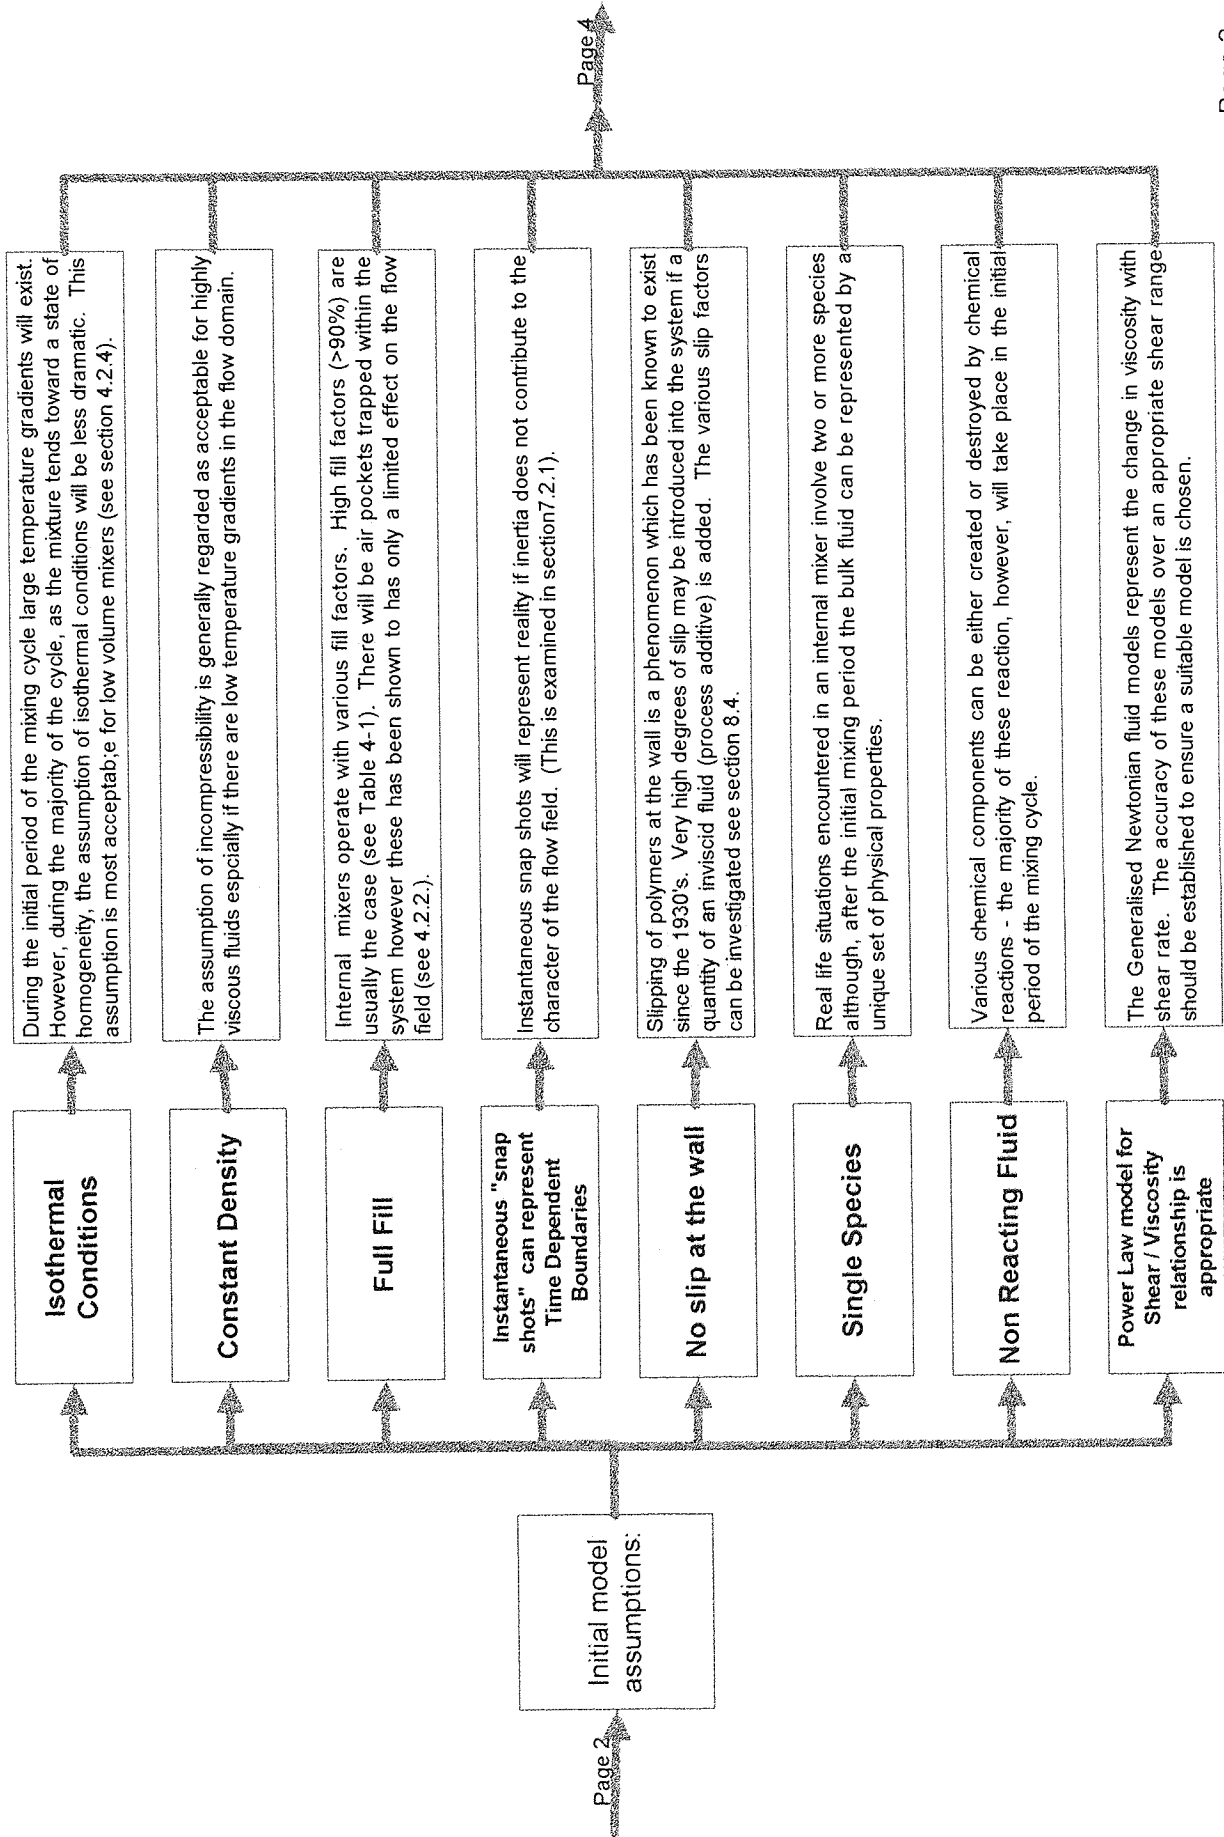 Page 2
Initial model
assumptions:
Isothermal
Conditions
During the initial period of the mixing cycle large temperature gradients will exist.
However, during the majority of the cycle, as the mixture tends toward a state of
homogeneity, the assumption of isothermal conditions will be less dramatic. This
assumption is most acceptab;e for low volume mixers (see section 4.2.4).
Constant Density
The assumption of incompressibility is generally regarded as acceptable for highly
viscous fluids espcially if there are low temperature gradients in the flow domain.
Full Fill
Internal mixers operate with various fill factors. High fill factors (>90%) are
usually the case (see Table 4-1). There will be air pockets trapped within the
system however these has been shown to has only a limited effect on the flow
field (see 4.2.2.).
Instantaneous "snap
shots" can represent
Time Dependent
Boundaries
Instantaneous snap shots will represent reality if inertia does not contribute to the
character of the flow field. (This is examined in section7.2.1).
No slip at the wall
Slipping of polymers at the wall is a phenomenon which has been known to exist
since the 1930's. Very high degrees of slip may be introduced into the system if a
quantity of an inviscid fluid (process additive) is added. The various slip factors
can be investigated see section 8.4.
Single Species
Real life situations encountered in an internal mixer involve two or more species
although, after the initial mixing period the bulk fluid can be represented by a
unique set of physical properties.
Non Reacting Fluid
Various chemical components can be either created or destroyed by chemical
reactions - the majority of these reaction, however, will take place in the initial
period of the mixing cycle.
Power Law model for
Shear / Viscosity
relationship is
appropriate
The Generalised Newtonian fluid models represent the change in viscosity with
shear rate. The accuracy of these models over an appropriate shear range
should be established to ensure a suitable model is chosen.
Page 4